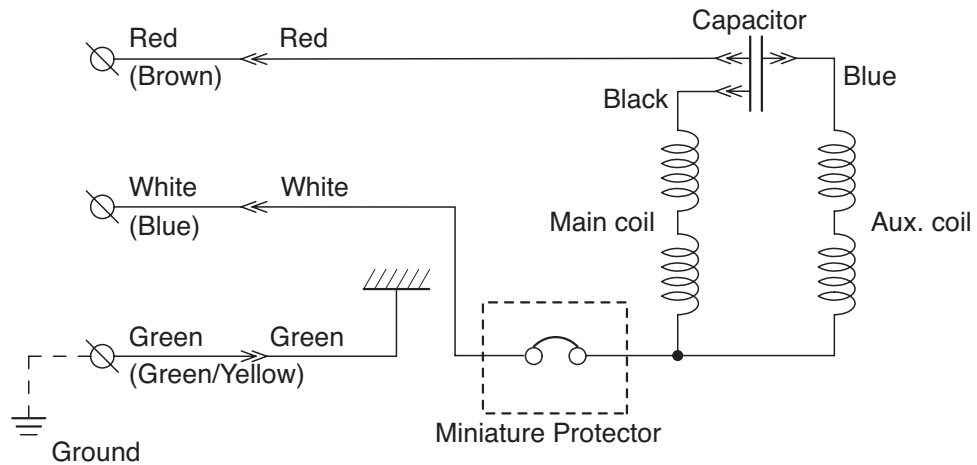 Capacitor
Red
Red
(Brown)
Blue
Black
White
White
(Blue)
Main coil
Aux. coil
Green
Green
(Green/Yellow)
Miniature Protector
Ground